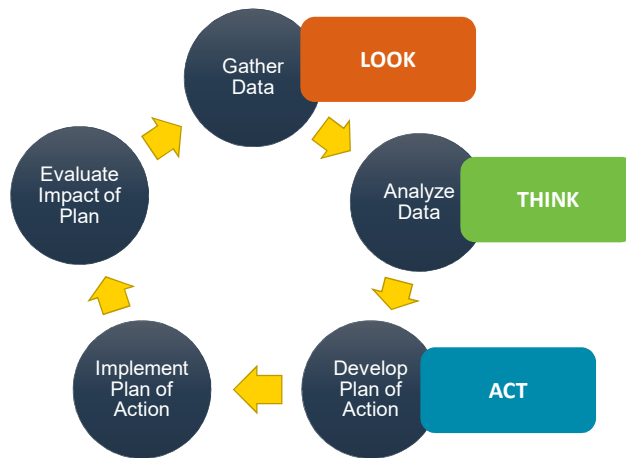 Gather
Data
LOOK
Analyze
Data
THINK
Develop
Plan of
Action
ACT
Implement
Plan of
Action
Evaluate
Impact of
Plan